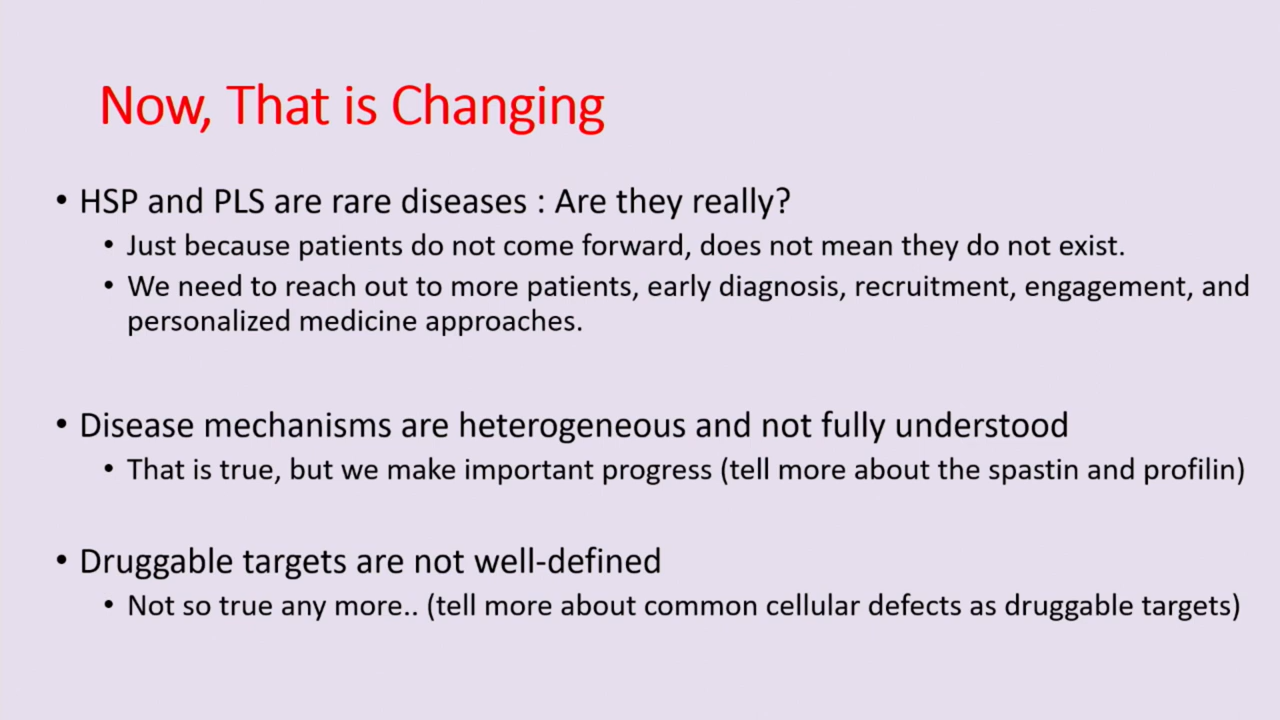 Now, That is Changing
• HSP and PLS are rare diseases : Are they really?
• Just because patients do not come forward, does not mean they do not exist.
• We need to reach out to more patients, early diagnosis, recruitment, engagement, and
personalized medicine approaches.
• Disease mechanisms are heterogeneous and not fully understood
• That is true, but we make important progress (tell more about the spastin and profilin)
• Druggable targets are not well-defined
• Not so true any more.. (tell more about common cellular defects as druggable targets)